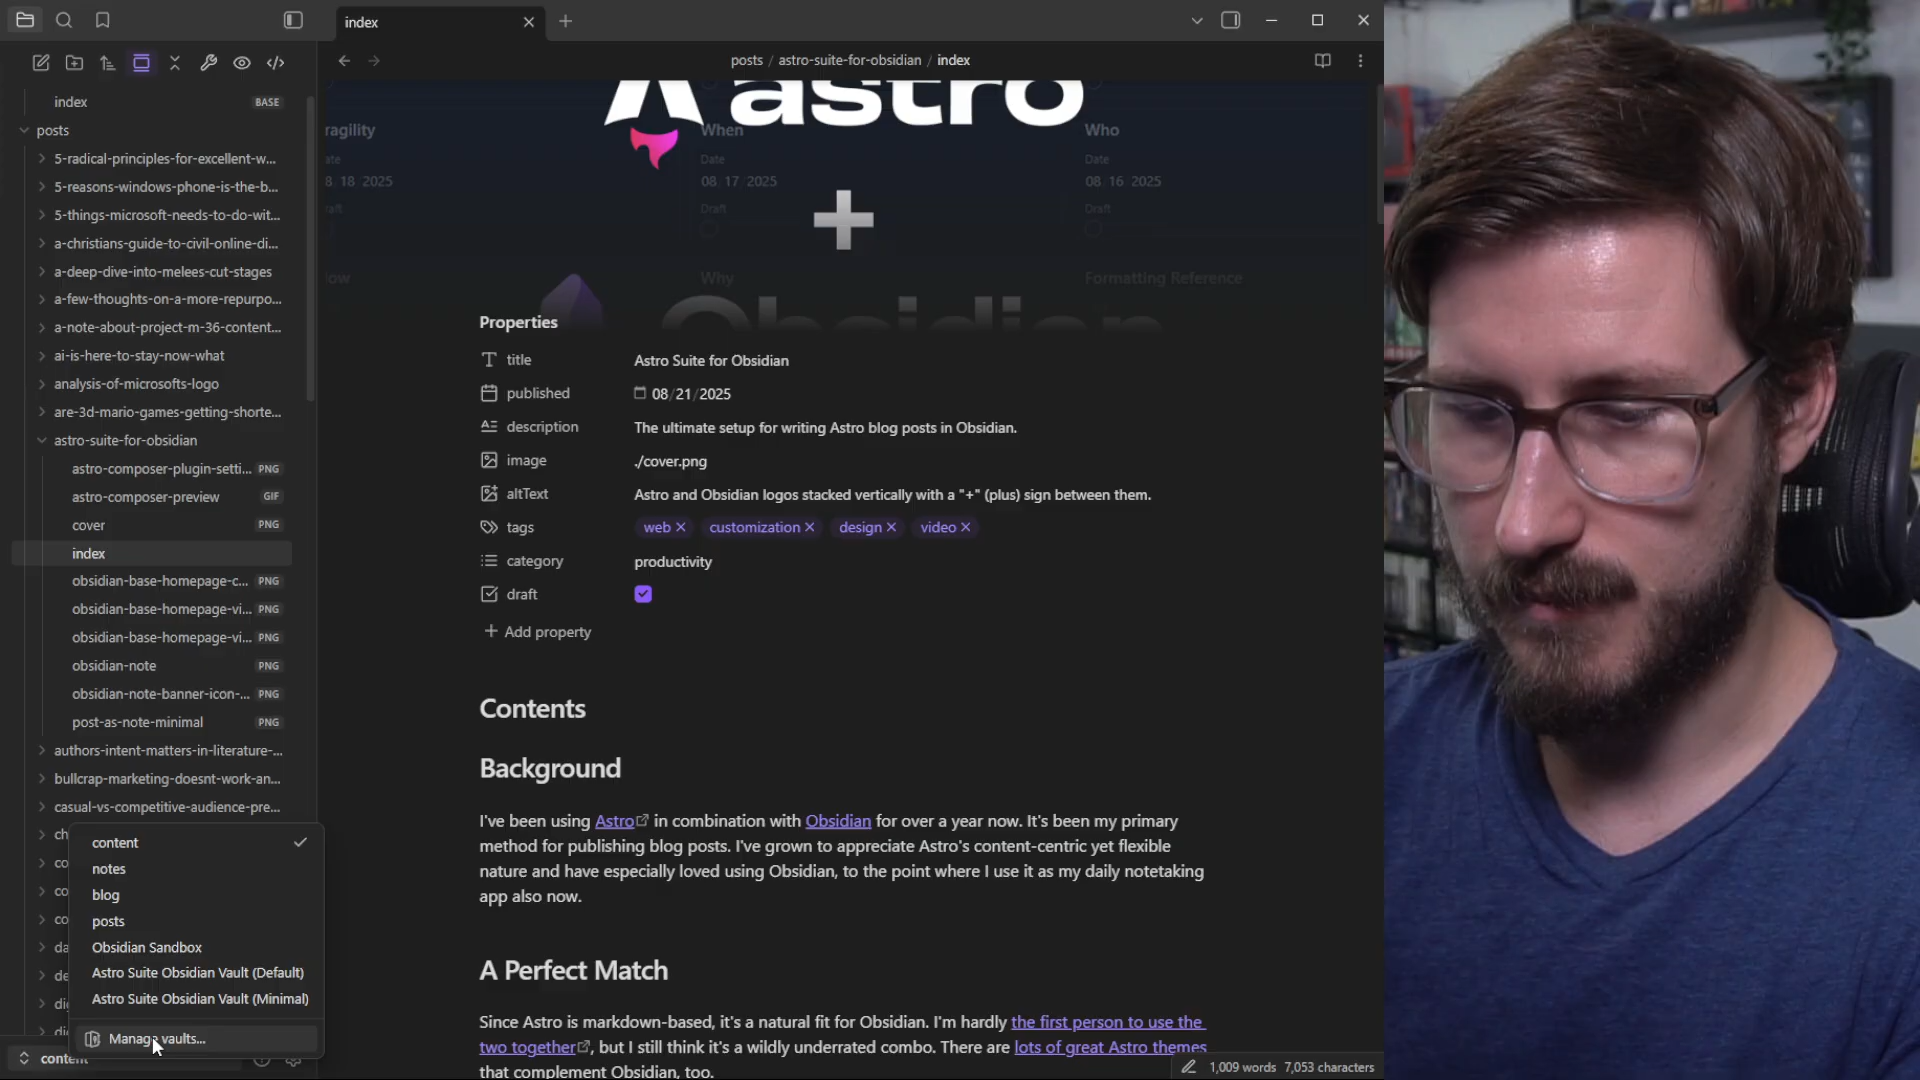 index
posts / astro-suite-for-obsidian / index
index BASE
posts
5-radical-principles-for-excellent-w...
5-reasons-windows-phone-is-the-b...
5-things-microsoft-needs-to-do-wit...
a-christians-guide-to-civil-online-di...
a-deep-dive-into-melees-cut-stages
a-few-thoughts-on-a-more-repurpo...
a-note-about-project-m-36-content...
ai-is-here-to-stay-now-what
analysis-of-microsofts-logo
are-3d-mario-games-getting-shorte...
astro-suite-for-obsidian
astro-composer-plugin-setti... PNG
astro-composer-preview GIF
cover PNG
index
obsidian-base-homepage-c... PNG
obsidian-base-homepage-vi... PNG
obsidian-base-homepage-vi... PNG
obsidian-note PNG
obsidian-note-banner-icon-... PNG
post-as-note-minimal PNG
authors-intent-matters-in-literature-...
bullcrap-marketing-doesnt-work-an...
casual-vs-competitive-audience-pre...
content
notes
blog
posts
Obsidian Sandbox
Astro Suite Obsidian Vault (Default)
Astro Suite Obsidian Vault (Minimal)
Manage vaults...
content
astro
When Who
Date Date
08 17 2025 08 16 2025
Draft Draft
Why Formatting Reference
Obsidian
Properties
title Astro Suite for Obsidian
published 08/21/2025
description The ultimate setup for writing Astro blog posts in Obsidian.
image ./cover.png
altText Astro and Obsidian logos stacked vertically with a "+" (plus) sign between them.
tags web customization design video
category productivity
draft
Add property
Contents
Background
I've been using Astro in combination with Obsidian for over a year now. It's been my primary
method for publishing blog posts. I've grown to appreciate Astro's content-centric yet flexible
nature and have especially loved using Obsidian, to the point where I use it as my daily notetaking
app also now.
A Perfect Match
Since Astro is markdown-based, it's a natural fit for Obsidian. I'm hardly the first person to use the
two together, but I still think it's a wildly underrated combo. There are lots of great Astro themes
that complement Obsidian, too.
1,009 words 7,053 characters